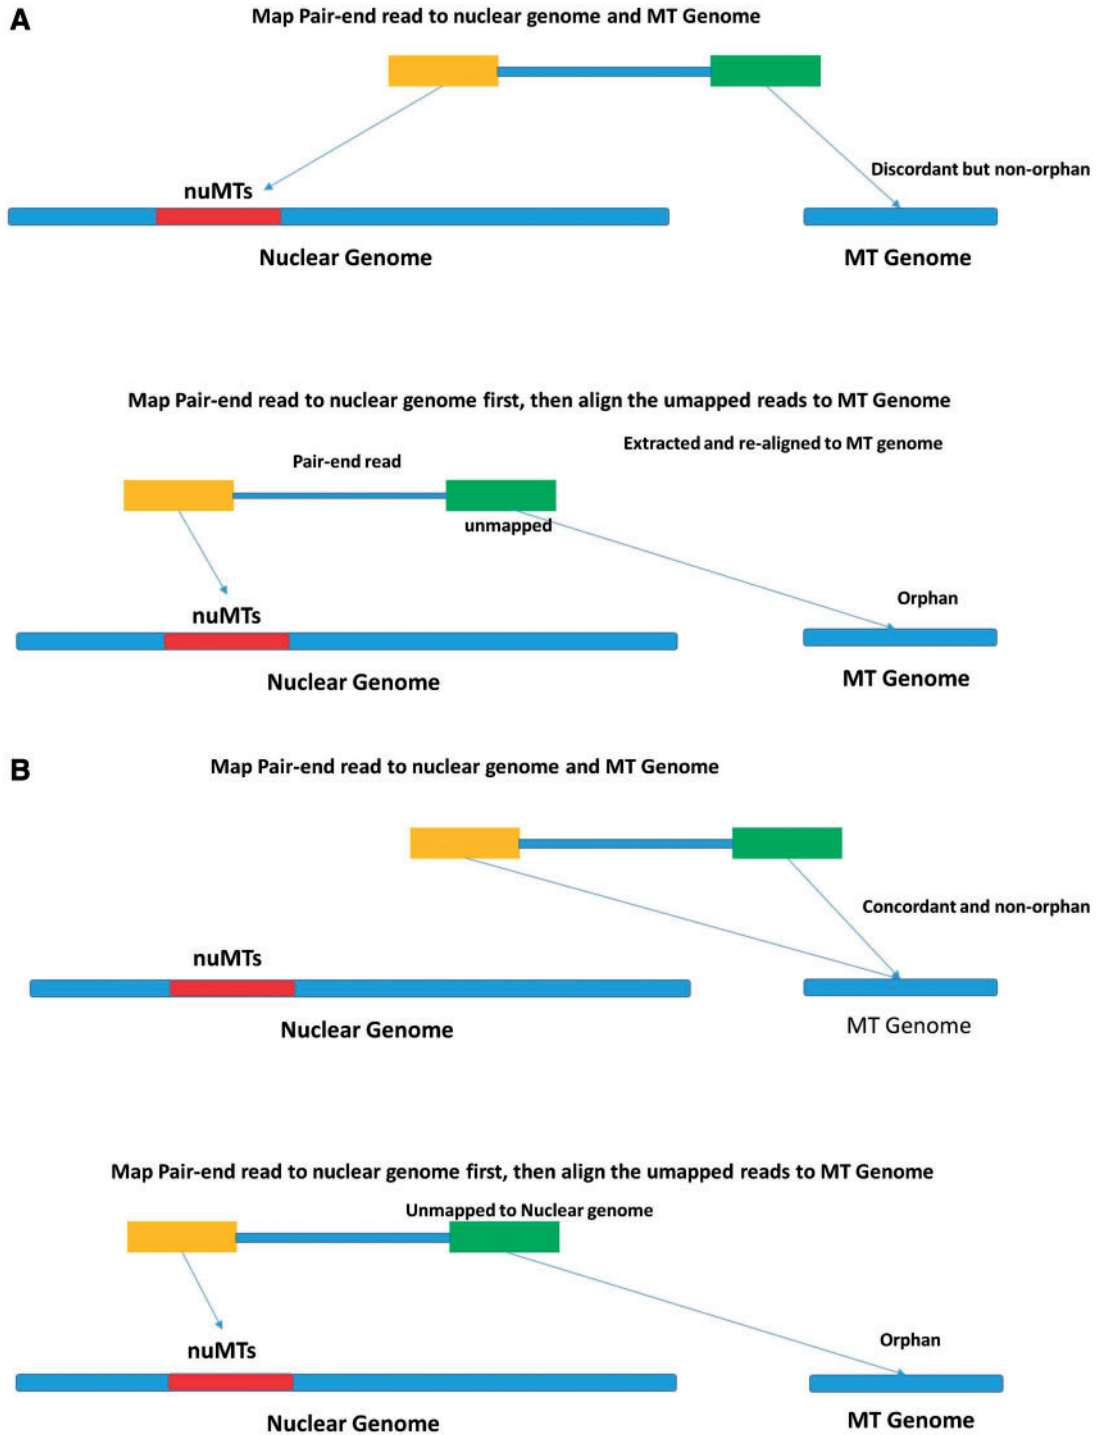 A
Map Pair-end read to nuclear genome and MT Genome
Discordant but non-orphan
nuMTs
Nuclear Genome
MT Genome
Map Pair-end read to nuclear genome first, then align the umapped reads to MT Genome
Extracted and re-aligned to MT genome
Pair-end read
unmapped
Orphan
nuMTs
Nuclear Genome
MT Genome
B
Map Pair-end read to nuclear genome and MT Genome
Concordant and non-orphan
nuMTs
Nuclear Genome
MT Genome
Map Pair-end read to nuclear genome first, then align the umapped reads to MT Genome
Unmapped to Nuclear genome
Orphan
nuMTs
Nuclear Genome
MT Genome